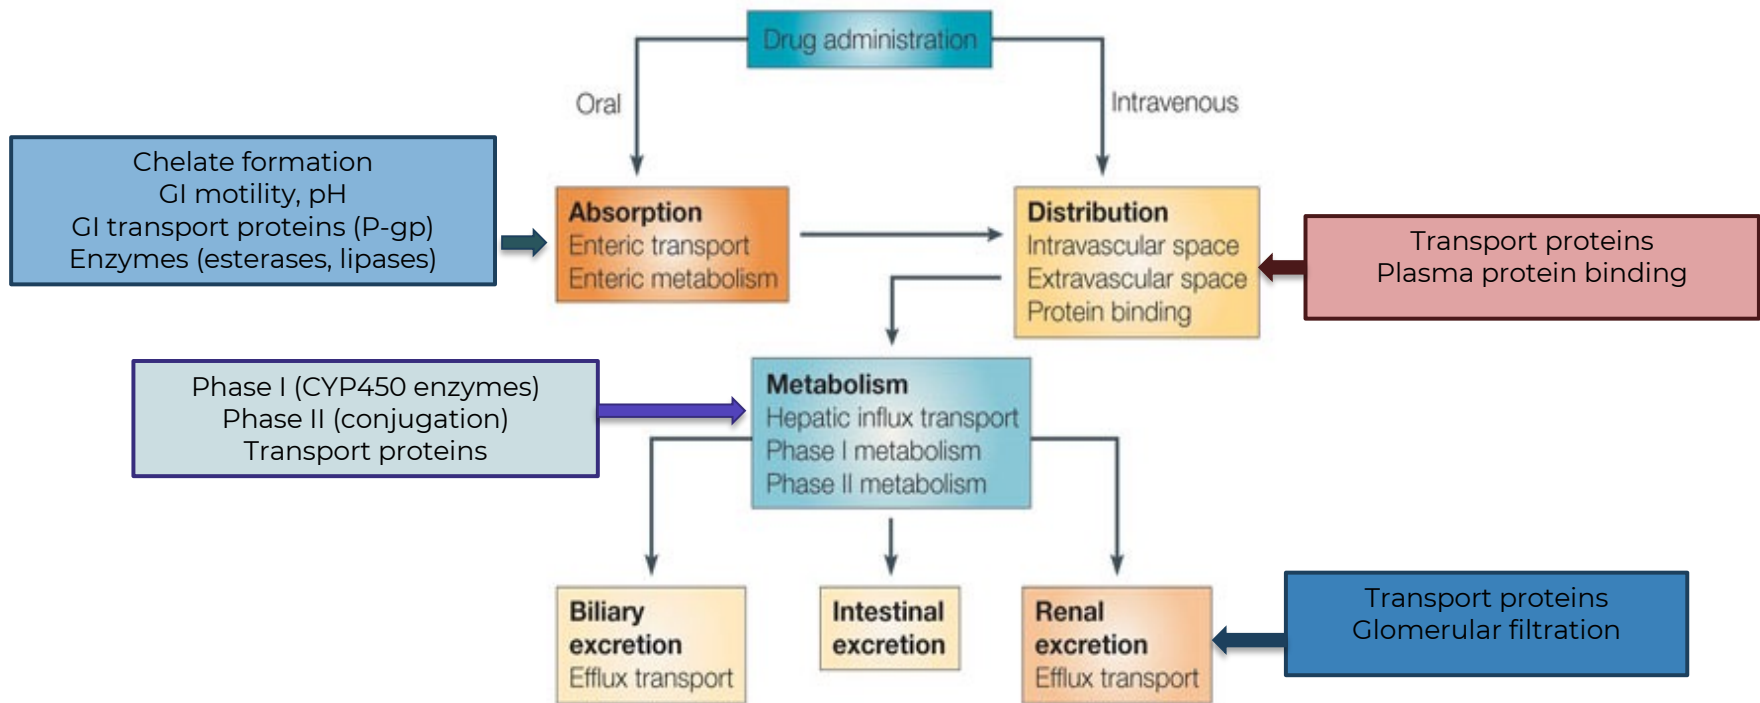 Drug administration
Oral
Intravenous
Chelate formation
GI motility, pH
GI transport proteins (P-gp)
Enzymes (esterases, lipases)
Absorption
Enteric transport
Enteric metabolism
Distribution
Intravascular space
Extravascular space
Protein binding
Transport proteins
Plasma protein binding
Phase I (CYP450 enzymes)
Phase II (conjugation)
Transport proteins
Metabolism
Hepatic influx transport
Phase I metabolism
Phase II metabolism
Biliary
excretion
Efflux transport
Intestinal
excretion
Renal
excretion
Efflux transport
Transport proteins
Glomerular filtration